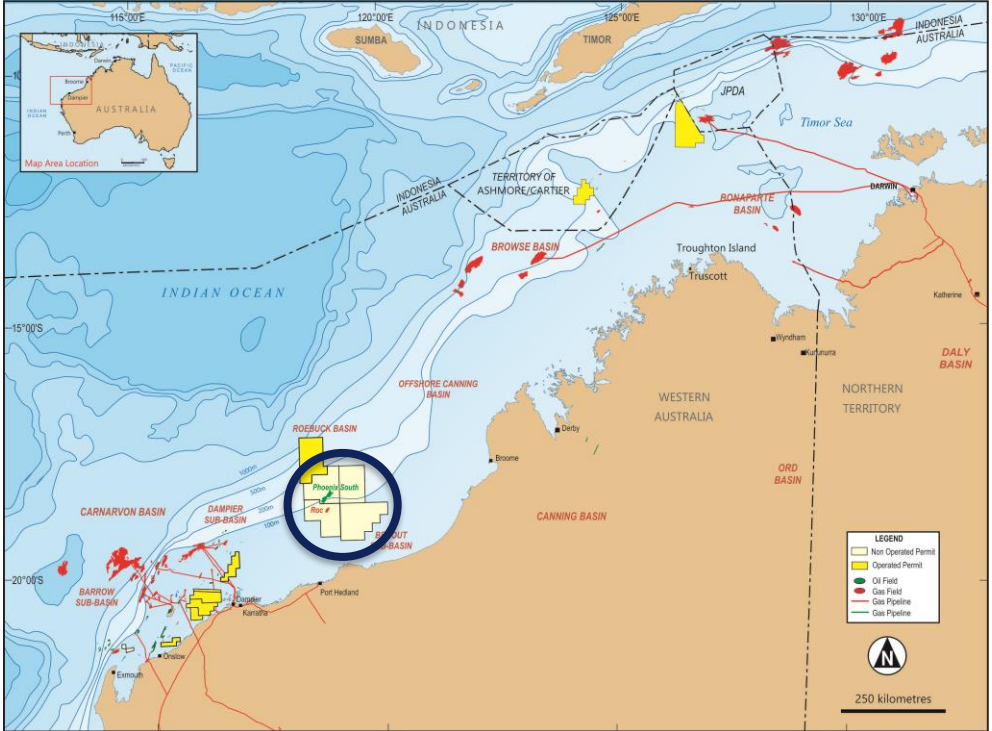 115°00'E
120°00'E
125°00'E
130°00'E
INDONESIA
SUMBA
TIMOR
INDONESIA
AUSTRALIA
INDONESIA
PACIFIC
OCEAN
Darwin
Broome
Dampier
AUSTRALIA
INDIAN
OCEAN
Perth
Map Area Location
JPDA
Timor Sea
TERRITORY OF
ASHMORE/CARTIER
INDONESIA
AUSTRALIA
DARWIN
BONAPARTE
BASIN
BROWSE BASIN
Troughton Island
Truscott
INDIAN OCEAN
Katherine
15°00'S
Wyndham
Kununurra
DALY
BASIN
OFFSHORE CANNING
BASIN
WESTERN
AUSTRALIA
NORTHERN
TERRITORY
ROEBUCK BASIN
Derby
Broome
1000m
500m
200m
100m
Phoenix South
Roc
ORD
BASIN
CARNARVON BASIN
DAMPIER
SUB-BASIN
CANNING BASIN
20°00'S
BARROW
SUB-BASIN
Dampier
Karratha
Port Hedland
Onslow
Exmouth
LEGEND
Non Operated Permit
Operated Permit
Oil Field
Gas Field
Gas Pipeline
Gas Pipeline
N
250 kilometres